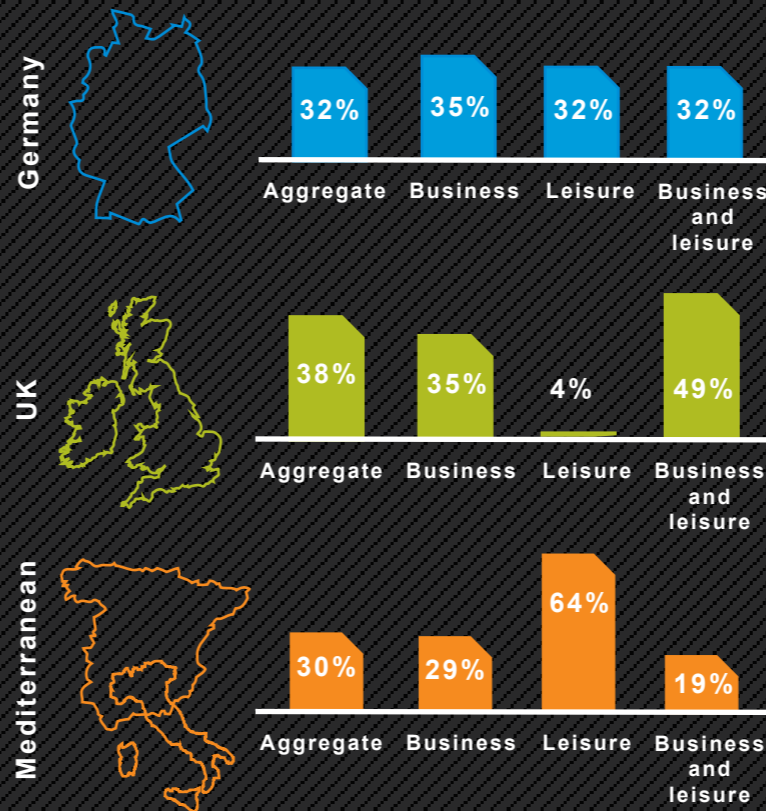 Germany
32%
35%
32%
32%
Aggregate
Business
Leisure
Business
and
leisure
UK
38%
35%
4%
49%
Aggregate
Business
Leisure
Business
and
leisure
Mediterranean
30%
29%
64%
19%
Aggregate
Business
Leisure
Business
and
leisure